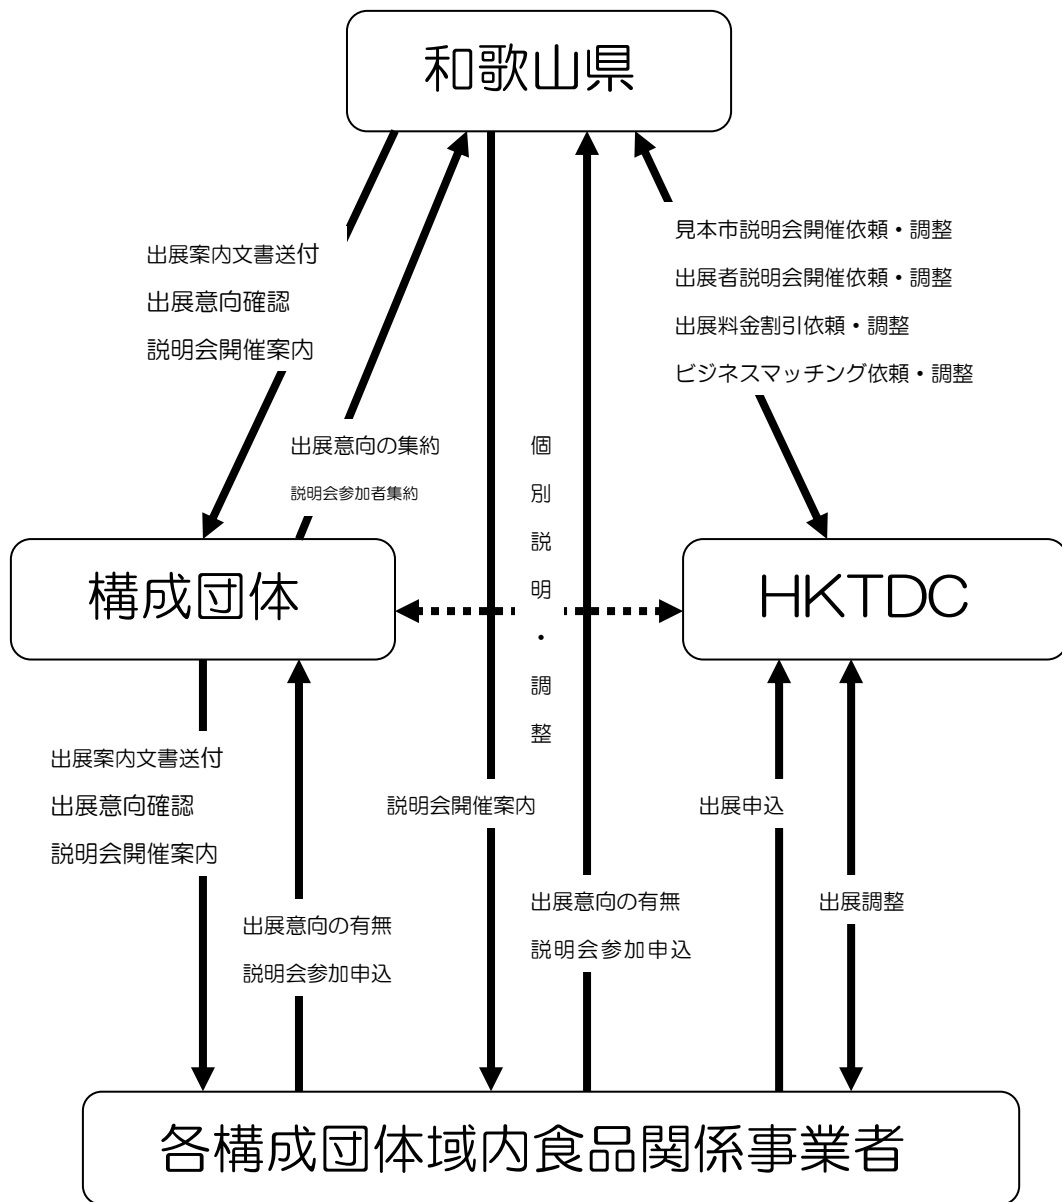 和歌山県
出展案内文書送付
出展意向確認
説明会開催案内
見本市説明会開催依頼・調整
出展者説明会開催依頼・調整
出展料金割引依頼・調整
ビジネスマッチング依頼・調整
出展意向の集約
説明会参加者集約
個別説明・調整
構成団体
HKTDC
出展案内文書送付
出展意向確認
説明会開催案内
出展意向の有無
説明会参加申込
説明会開催案内
出展意向の有無
説明会参加申込
出展申込
出展調整
各構成団体域内食品関係事業者